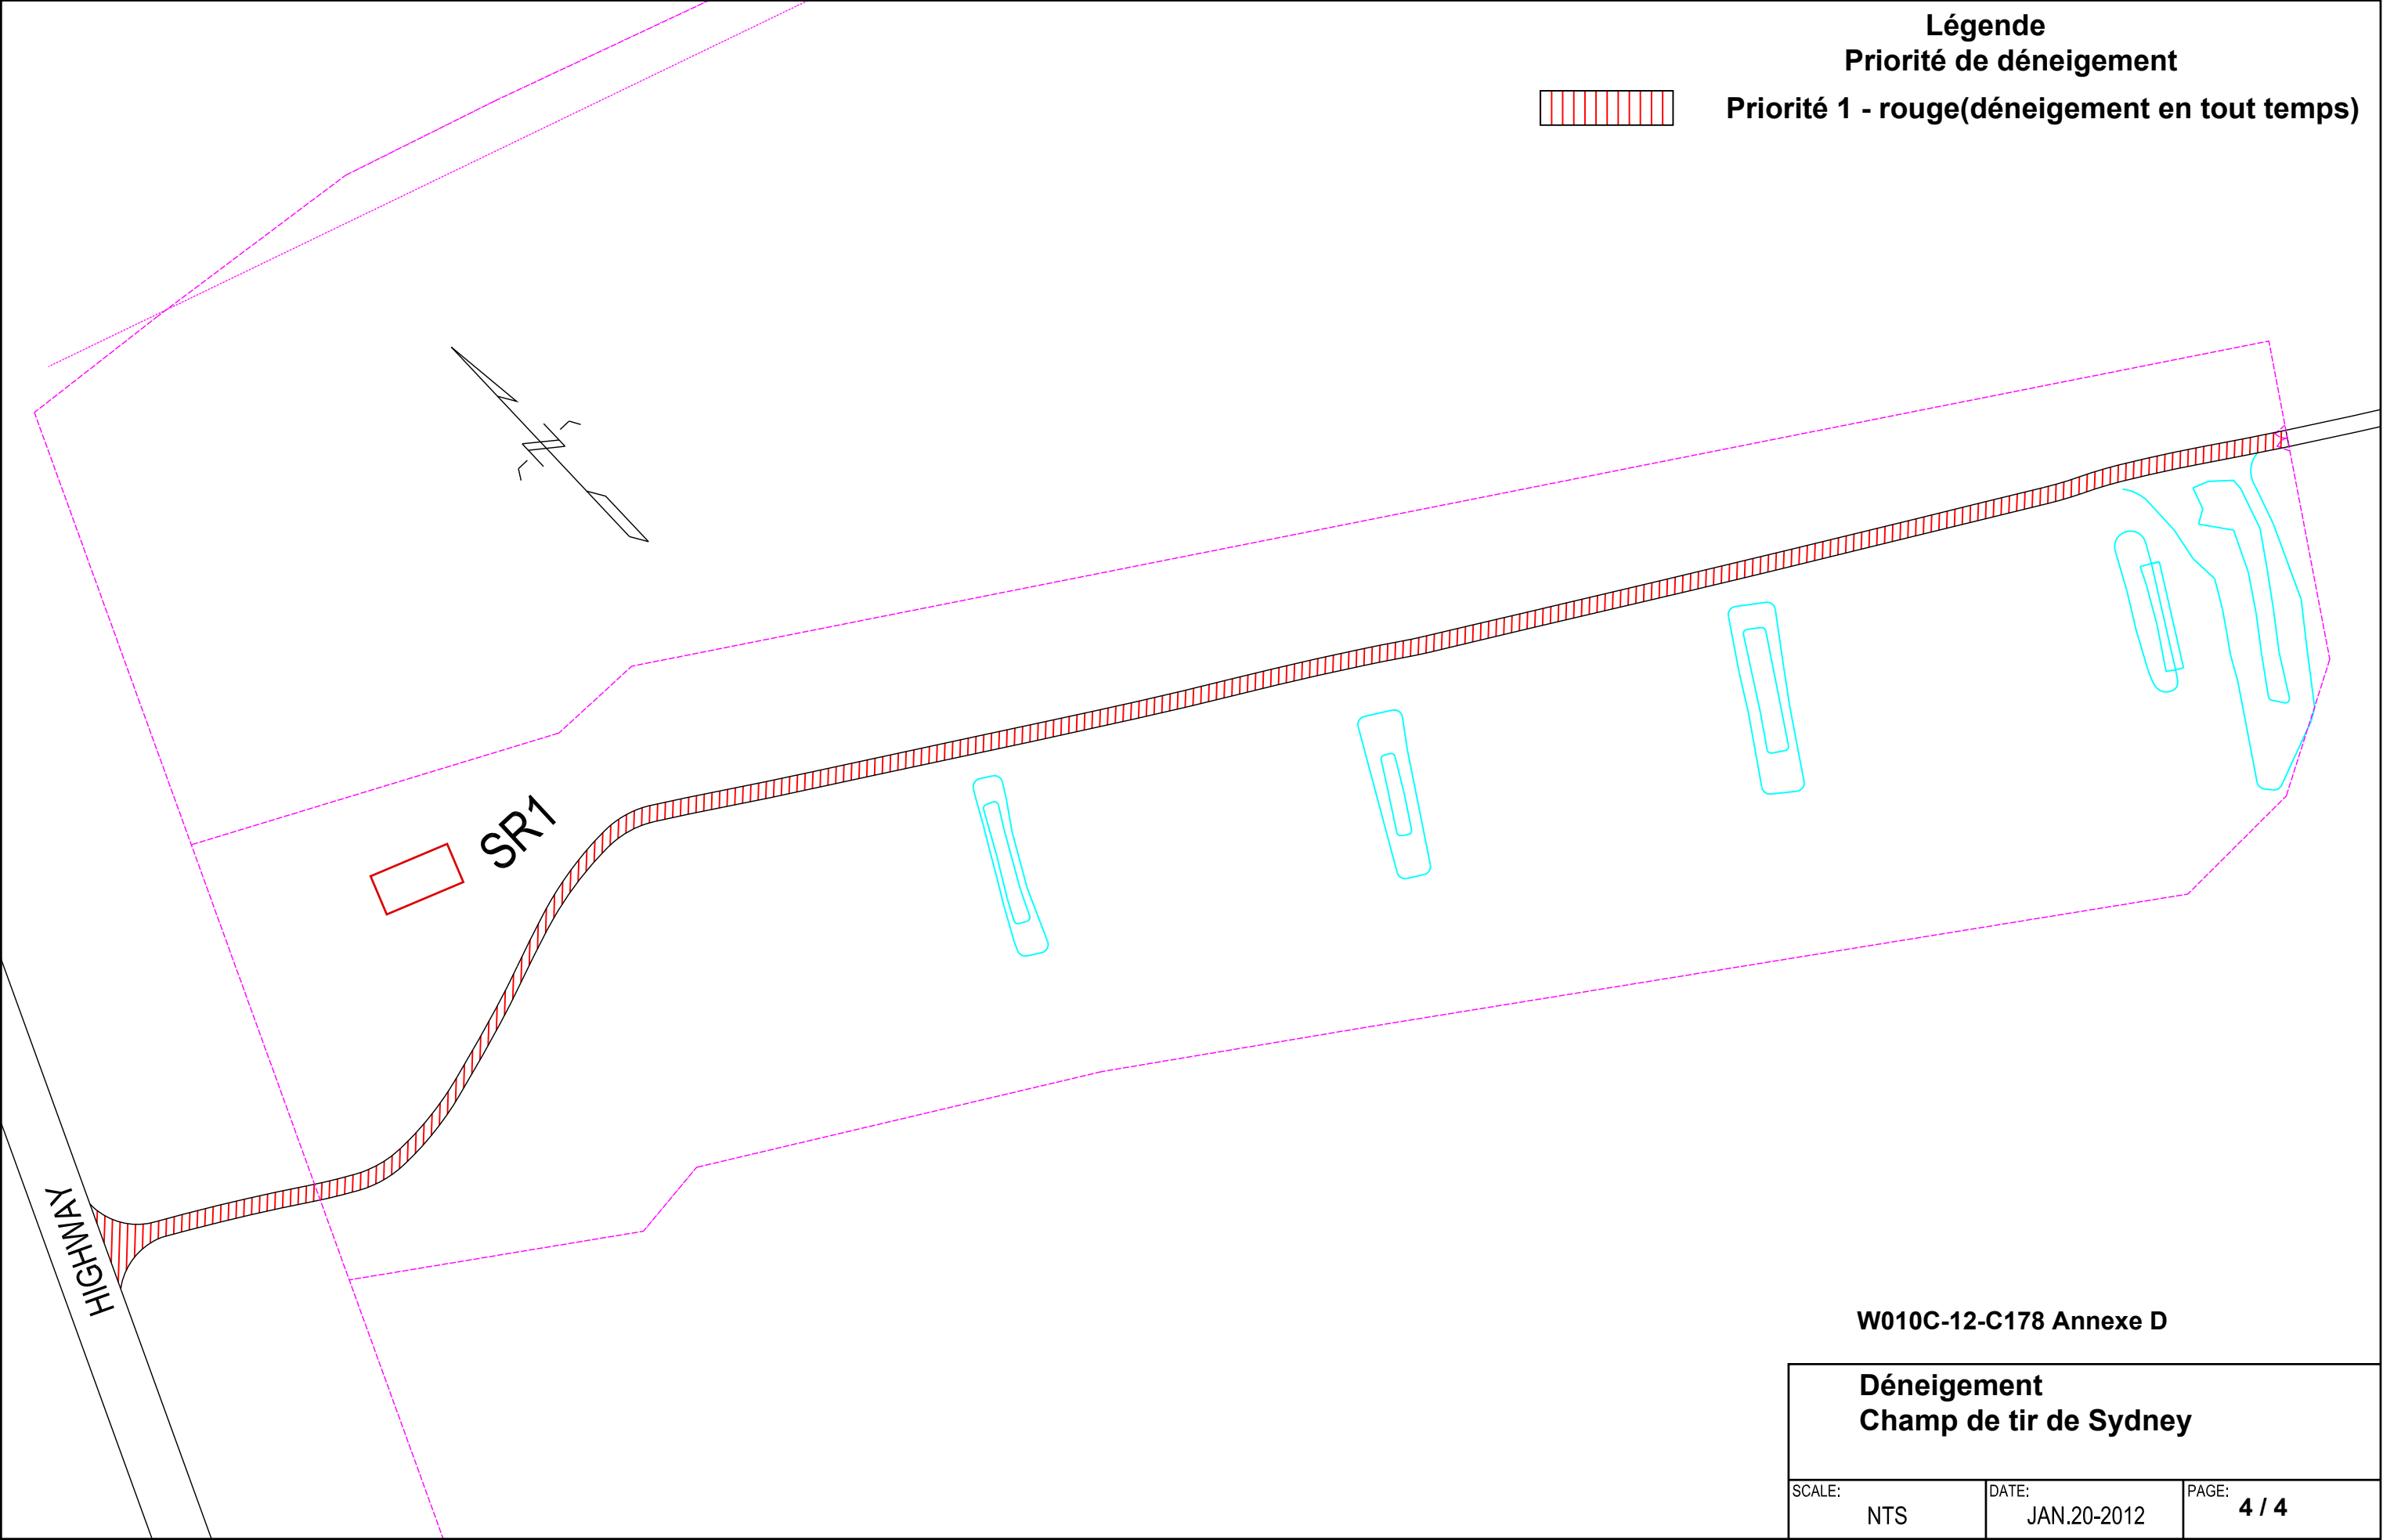 Légende
Priorité de déneigement
Priorité 1 - rouge(déneigement en tout temps)
N
SR1
HIGHWAY
W010C-12-C178 Annexe D
Déneigement
Champ de tir de Sydney
SCALE:
NTS
DATE:
JAN.20-2012
PAGE:
4 / 4